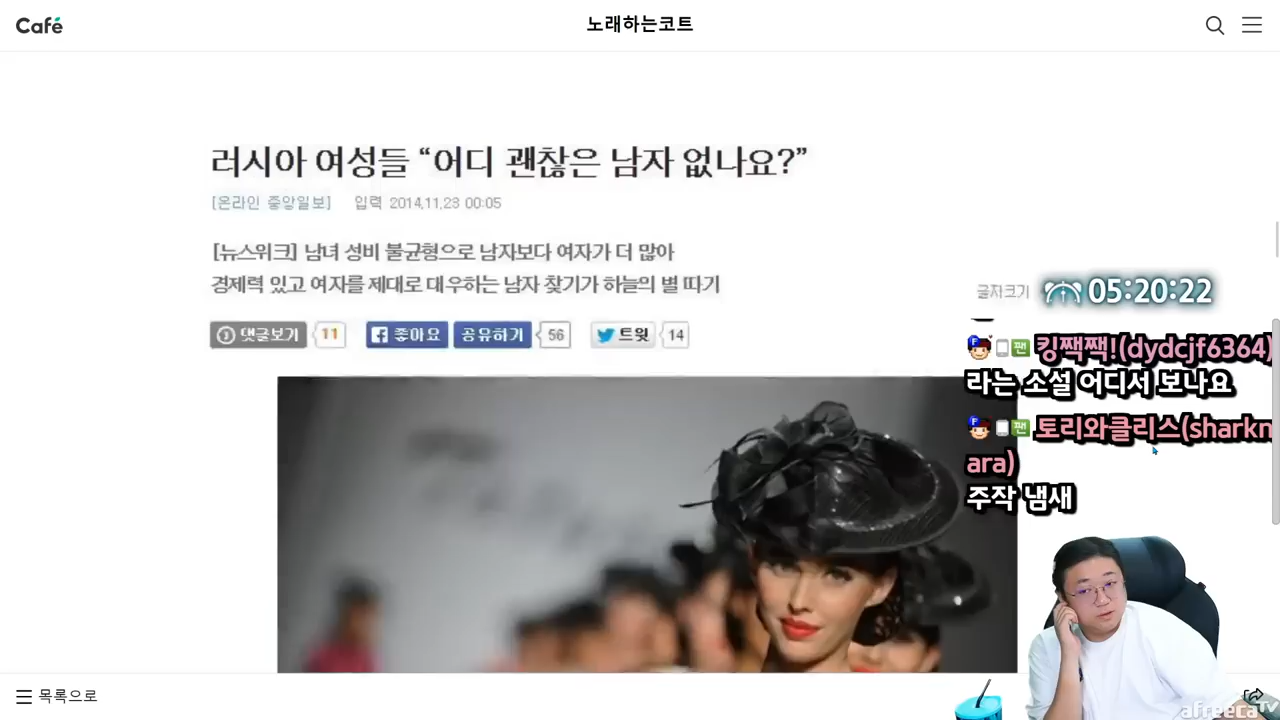 Café
노래하는코트
러시아 여성들 “어디 괜찮은 남자 없나요?”
[온라인 중앙일보] 입력 2014.11.23 00:05
[뉴스위크] 남녀 성비 불균형으로 남자보다 여자가 더 많아
경제력 있고 여자를 제대로 대우하는 남자 찾기가 하늘의 별 따기
글자크기
05:20:22
댓글보기 11 좋아요 공유하기 56 트윗 14
F 팬 킹짹짹!(dydcjf6364)
라는 소설 어디서 보나요
F 팬 토리와클리스(sharkn
ara)
주작 냄새
목록으로
afreecaTV